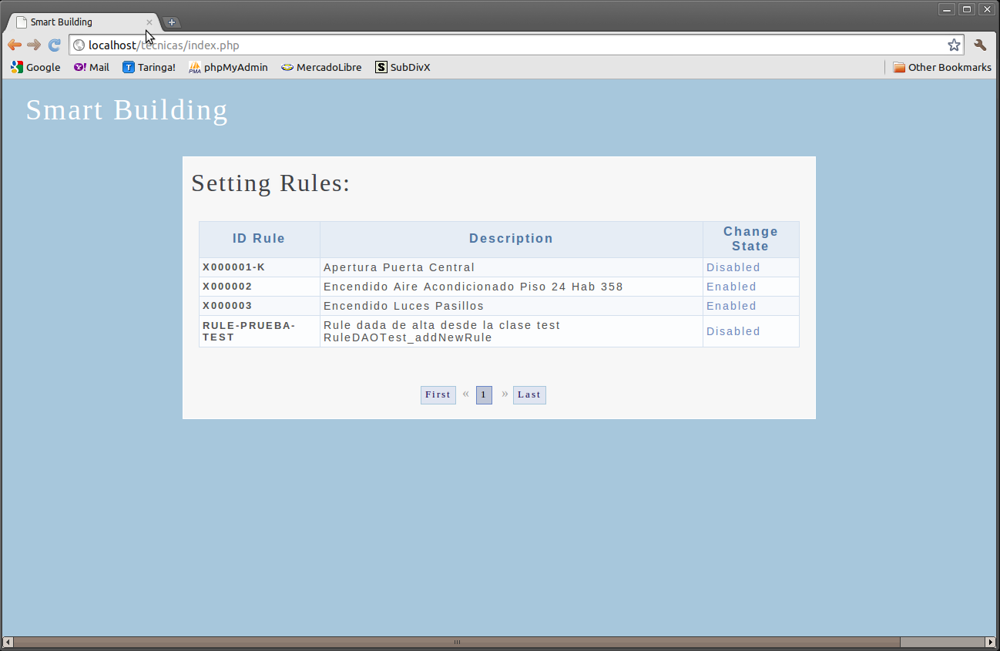 Smart Building
localhost/tecnicas/index.php
Google Y! Mail T Taringa! PMA phpMyAdmin MercadoLibre S SubDivX Other Bookmarks
Smart Building
Setting Rules:
ID Rule Description Change
State
X000001-K Apertura Puerta Central Disabled
X000002 Encendido Aire Acondicionado Piso 24 Hab 358 Enabled
X000003 Encendido Luces Pasillos Enabled
RULE-PRUEBA- Rule dada de alta desde la clase test Disabled
TEST RuleDAOTest_addNewRule
First « 1 » Last